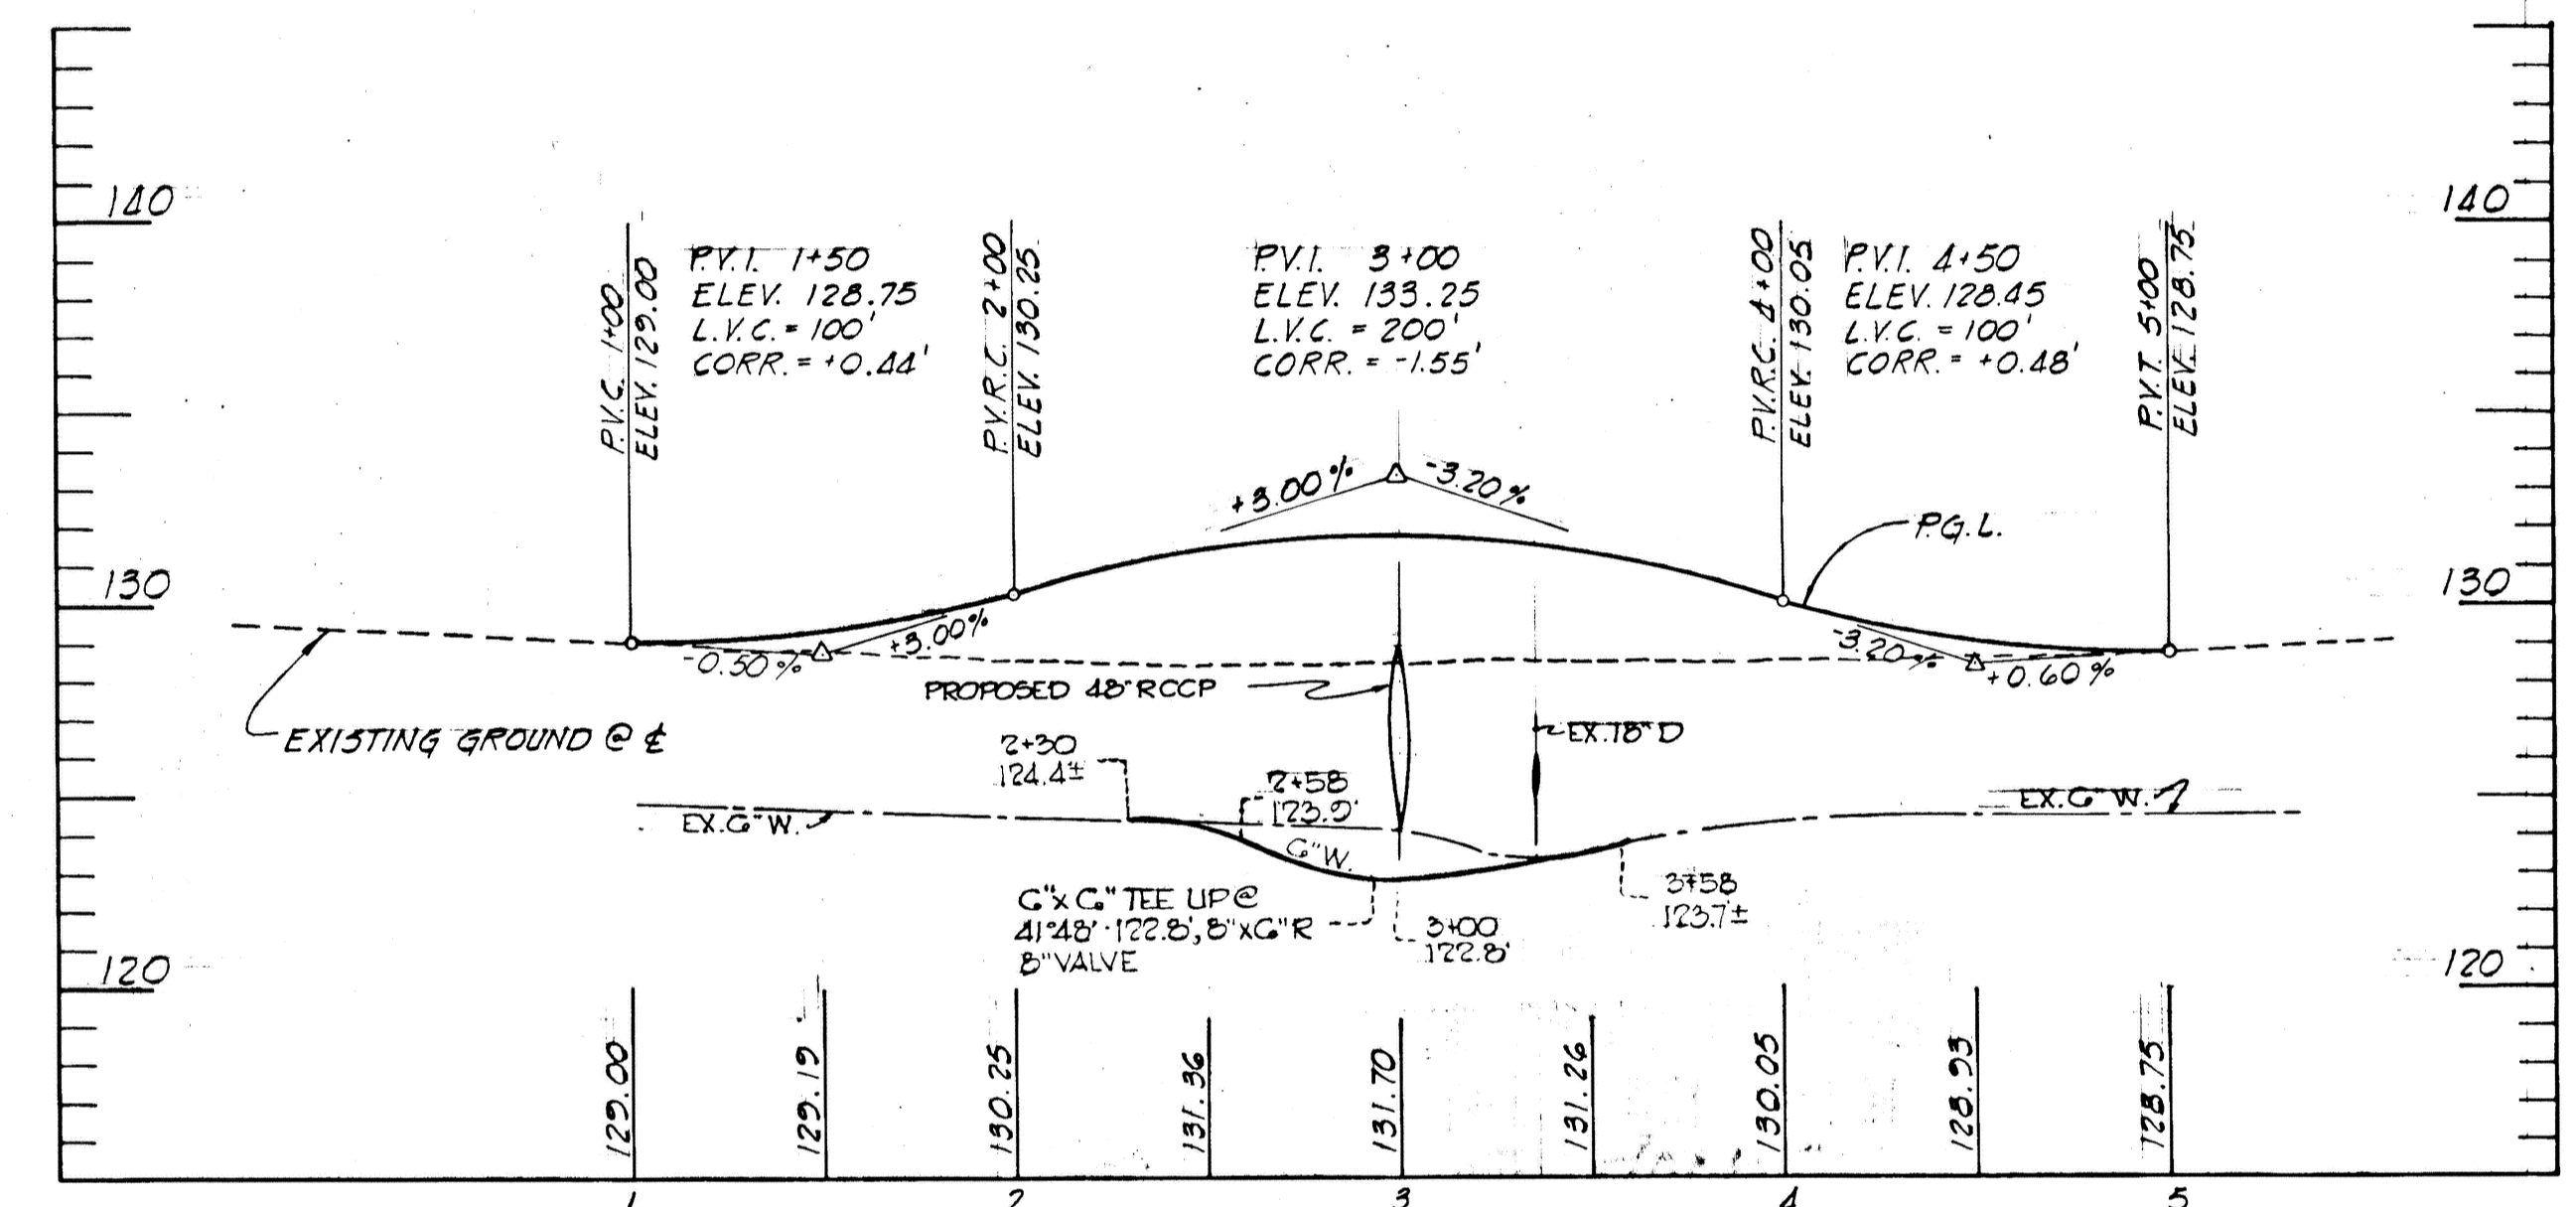 140
140
P.V.C. 1+00
ELEV. 129.00
P.V.I. 1+50
ELEV. 128.75
L.V.C. = 100'
CORR. = +0.44'
P.V.R.C. 2+00
ELEV. 130.25
P.V.I. 3+00
ELEV. 133.25
L.V.C. = 200'
CORR. = -1.55'
P.V.R.C. 4+00
ELEV. 130.05
P.V.I. 4+50
ELEV. 128.45
L.V.C. = 100'
CORR. = +0.48'
P.V.T. 5+00
ELEV. 128.75
+3.00%
-3.20%
P.G.L.
130
130
-0.50%
+3.00%
-3.20%
+0.60%
PROPOSED 48" RCCP
EXISTING GROUND @ ℄
EX. 18" D
2+30
124.4±
2+58
123.9'
EX. 6" W.
EX. 6" W.
6" W.
6" x 6" TEE UP @
41°48'·122.8', 8" x 6" R
8" VALVE
3+00
122.8'
3+58
123.7±
120
120
129.00
129.19
130.25
131.36
131.70
131.26
130.05
128.93
128.75
1
2
3
4
5